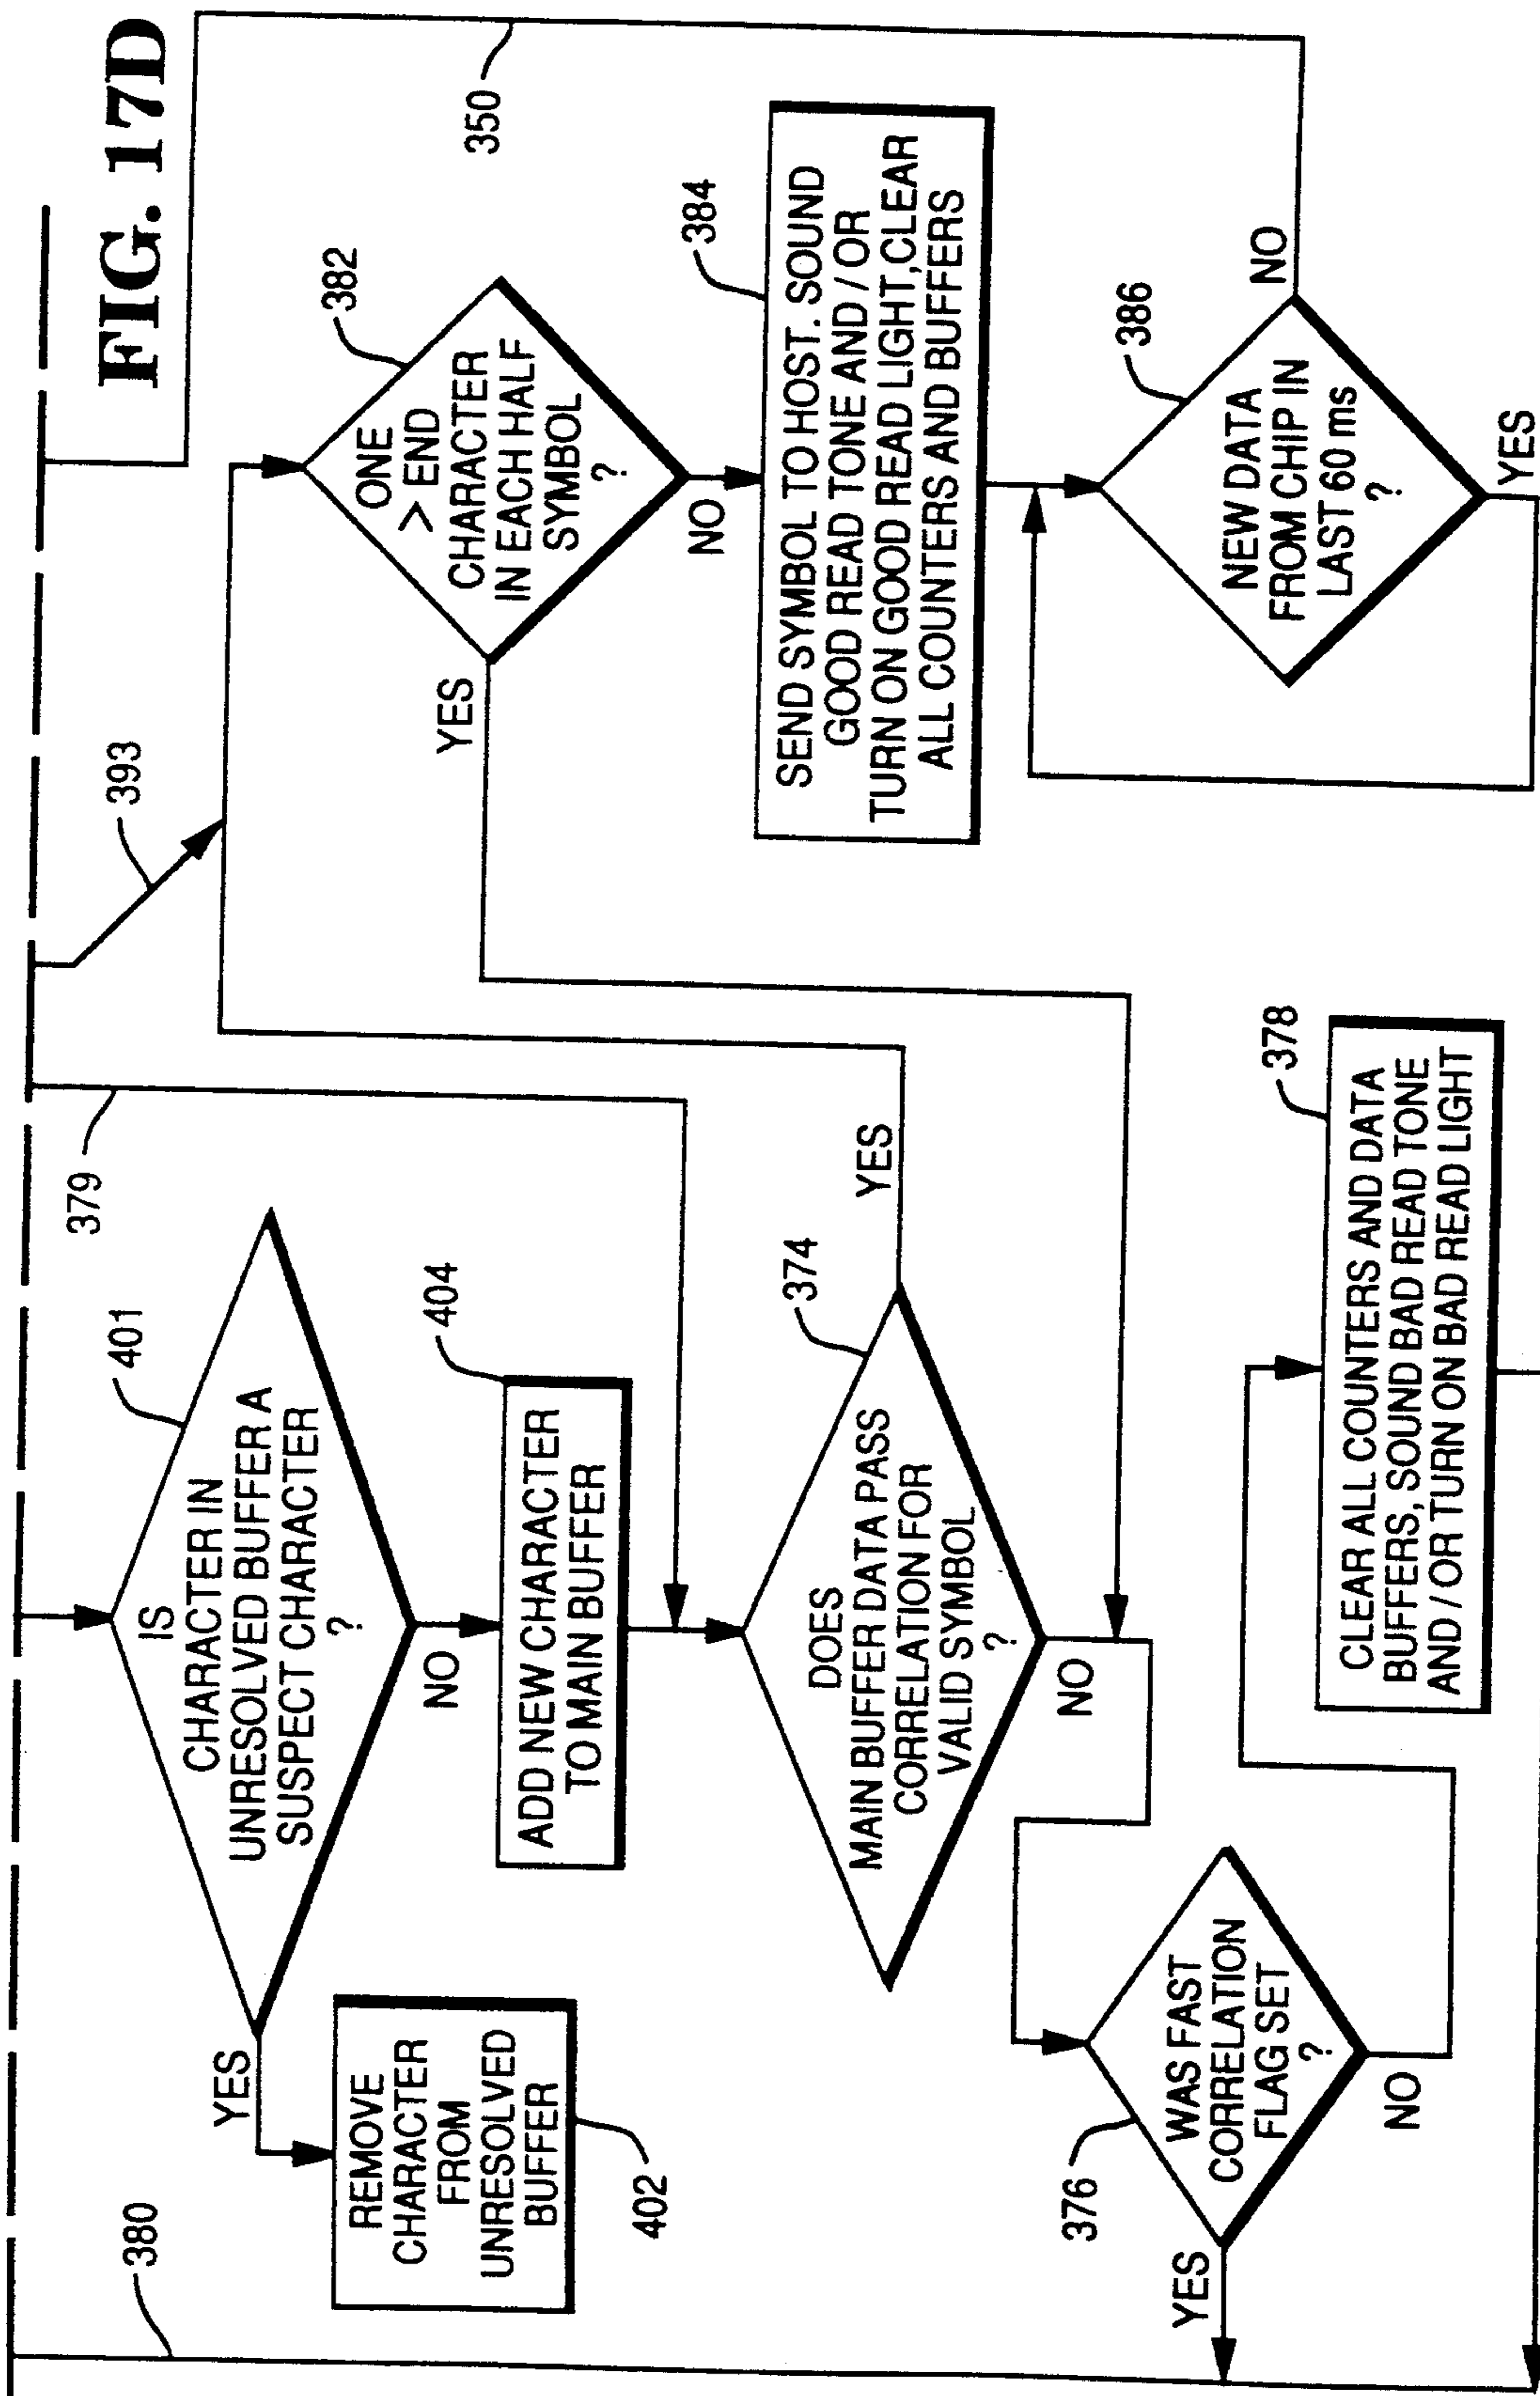 FIG. 17D
380
YES
REMOVE
CHARACTER
FROM
UNRESOLVED
BUFFER
402
401
IS
CHARACTER IN
UNRESOLVED BUFFER A
SUSPECT CHARACTER
?
NO
404
ADD NEW CHARACTER
TO MAIN BUFFER
379
374
DOES
MAIN BUFFER DATA PASS
CORRELATION FOR
VALID SYMBOL
?
YES
NO
376
WAS FAST
CORRELATION
FLAG SET
?
YES
NO
378
CLEAR ALL COUNTERS AND DATA
BUFFERS, SOUND BAD READ TONE
AND / OR TURN ON BAD READ LIGHT
393
382
ONE
> END
CHARACTER
IN EACH HALF
SYMBOL
?
YES
NO
350
384
SEND SYMBOL TO HOST. SOUND
GOOD READ TONE AND / OR
TURN ON GOOD READ LIGHT,CLEAR
ALL COUNTERS AND BUFFERS
386
NEW DATA
FROM CHIP IN
LAST 60 ms
?
NO
YES